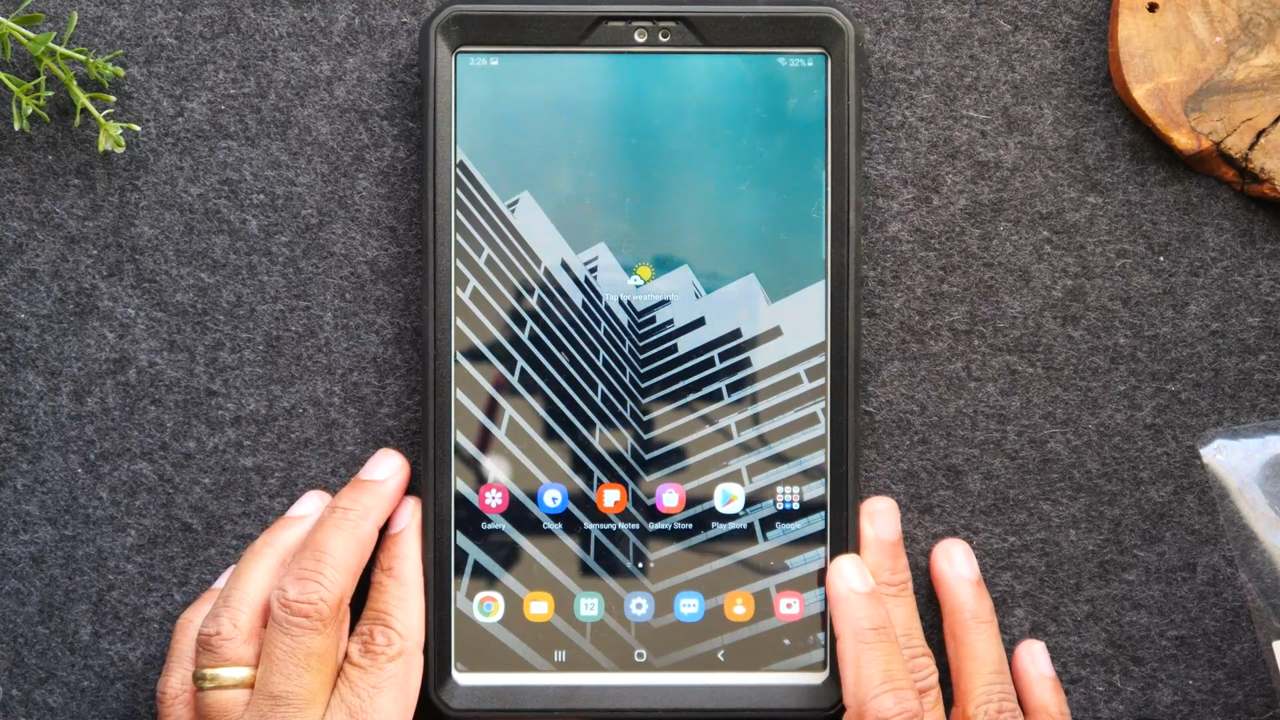 3:26 32%
Tap for weather info
Gallery Clock Samsung Notes Galaxy Store Play Store Google
12